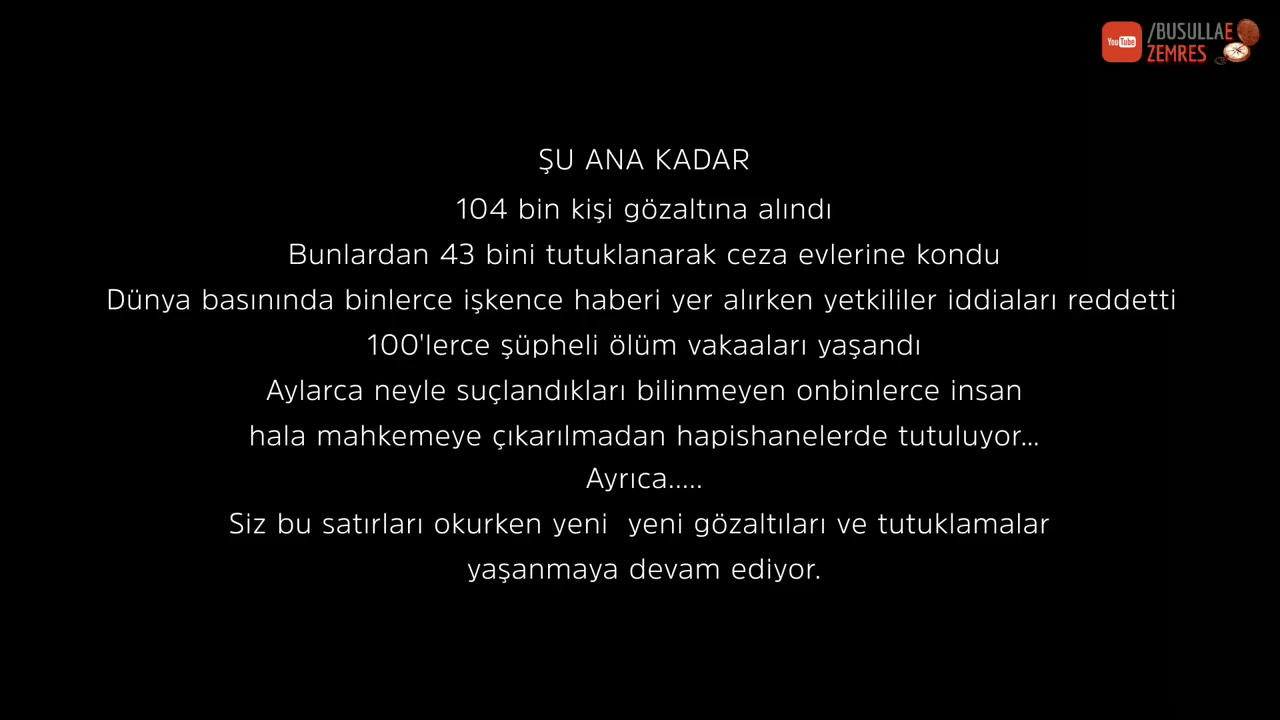 YouTube
/BUSULLAE
ZEMRES
ŞU ANA KADAR
104 bin kişi gözaltına alındı
Bunlardan 43 bini tutuklanarak ceza evlerine kondu
Dünya basınında binlerce işkence haberi yer alırken yetkililer iddiaları reddetti
100'lerce şüpheli ölüm vakaaları yaşandı
Aylarca neyle suçlandıkları bilinmeyen onbinlerce insan
hala mahkemeye çıkarılmadan hapishanelerde tutuluyor...
Ayrıca.....
Siz bu satırları okurken yeni  yeni gözaltıları ve tutuklamalar
yaşanmaya devam ediyor.